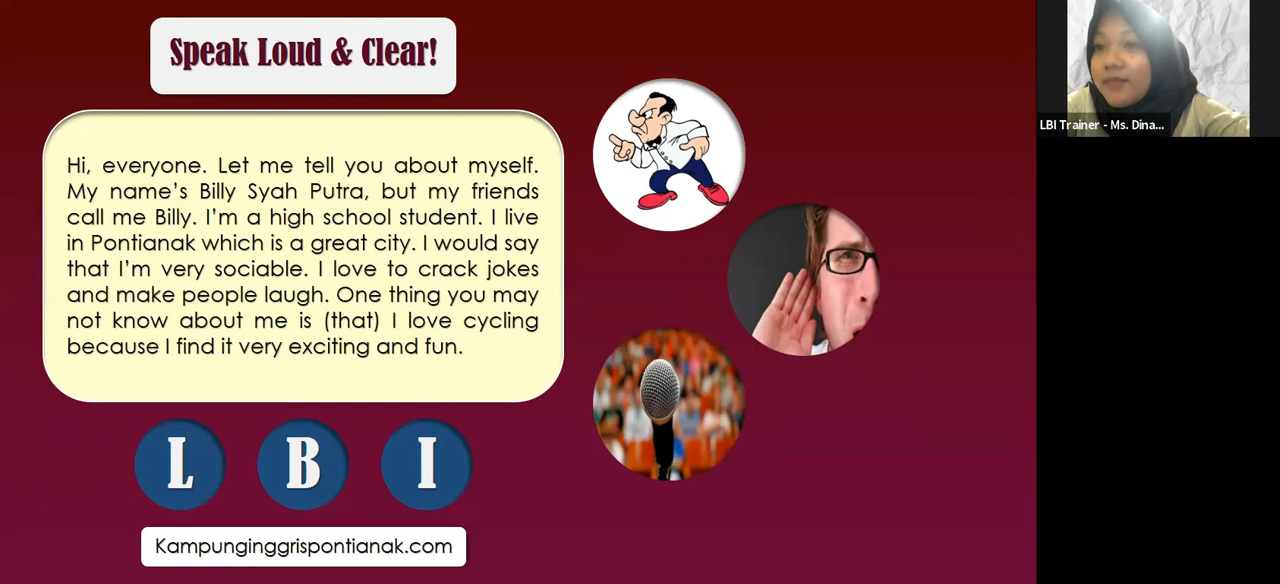 Speak Loud & Clear!
Hi, everyone. Let me tell you about myself.
My name's Billy Syah Putra, but my friends
call me Billy. I'm a high school student. I live
in Pontianak which is a great city. I would say
that I'm very sociable. I love to crack jokes
and make people laugh. One thing you may
not know about me is (that) I love cycling
because I find it very exciting and fun.
L B I
Kampunginggrispontianak.com
LBI Trainer - Ms. Dina...